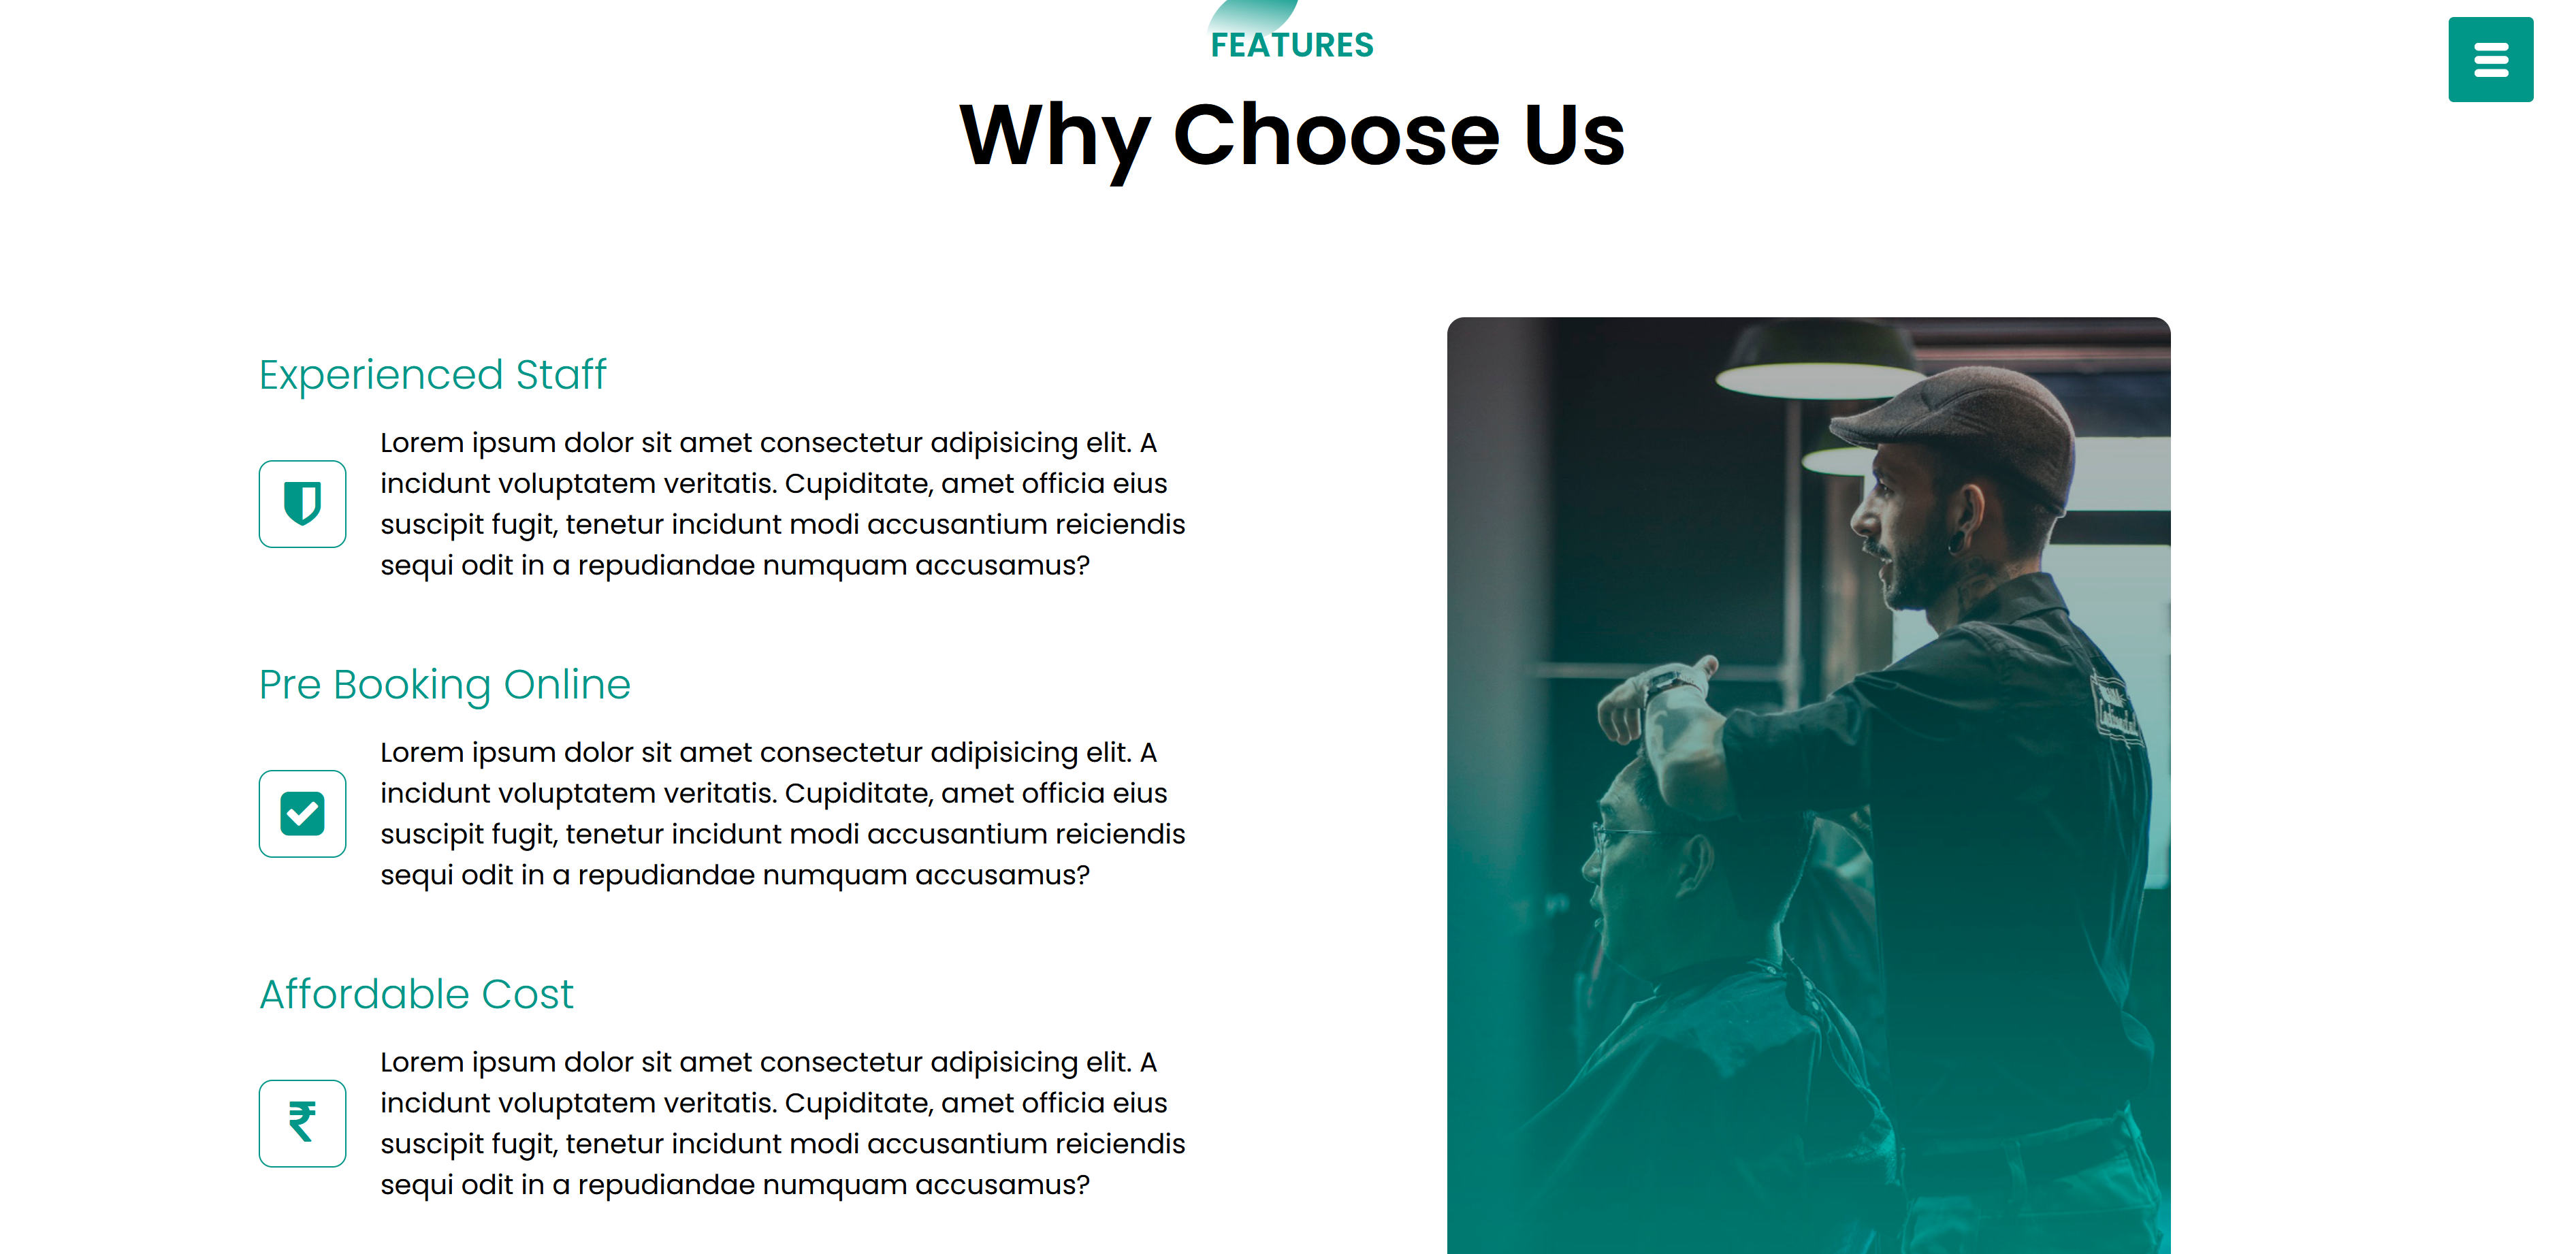 FEATURES
Why Choose Us
Experienced Staff
Lorem ipsum dolor sit amet consectetur adipisicing elit. A
incidunt voluptatem veritatis. Cupiditate, amet officia eius
suscipit fugit, tenetur incidunt modi accusantium reiciendis
sequi odit in a repudiandae numquam accusamus?
Pre Booking Online
Lorem ipsum dolor sit amet consectetur adipisicing elit. A
incidunt voluptatem veritatis. Cupiditate, amet officia eius
suscipit fugit, tenetur incidunt modi accusantium reiciendis
sequi odit in a repudiandae numquam accusamus?
Affordable Cost
₹
Lorem ipsum dolor sit amet consectetur adipisicing elit. A
incidunt voluptatem veritatis. Cupiditate, amet officia eius
suscipit fugit, tenetur incidunt modi accusantium reiciendis
sequi odit in a repudiandae numquam accusamus?